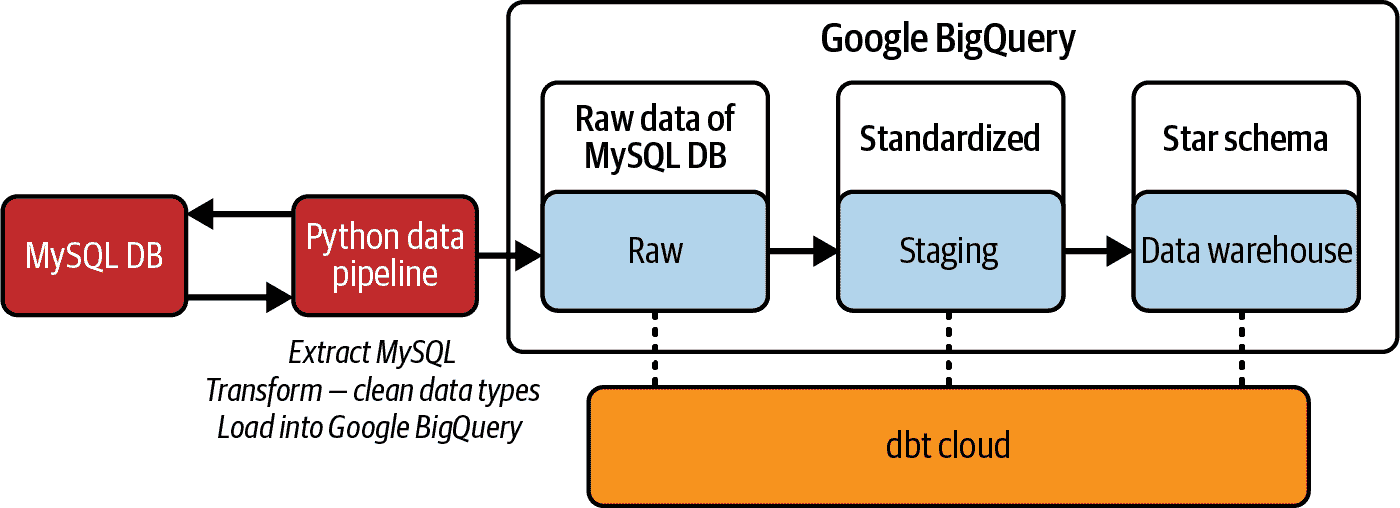 Google BigQuery
Raw data of
MySQL DB
Standardized
Star schema
MySQL DB
Python data
pipeline
Raw
Staging
Data warehouse
Extract MySQL
Transform – clean data types
Load into Google BigQuery
dbt cloud